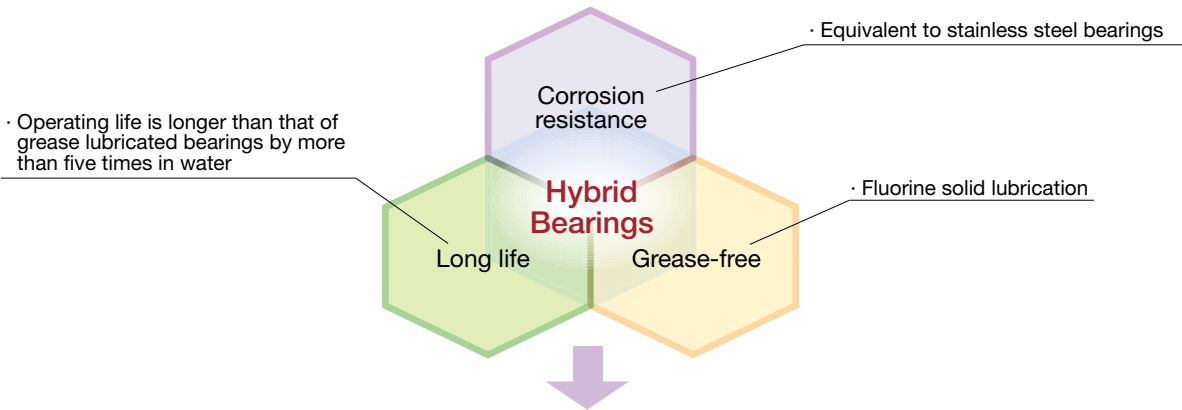 · Equivalent to stainless steel bearings
Corrosion
resistance
· Operating life is longer than that of
grease lubricated bearings by more
than five times in water
Hybrid
Bearings
· Fluorine solid lubrication
Long life
Grease-free